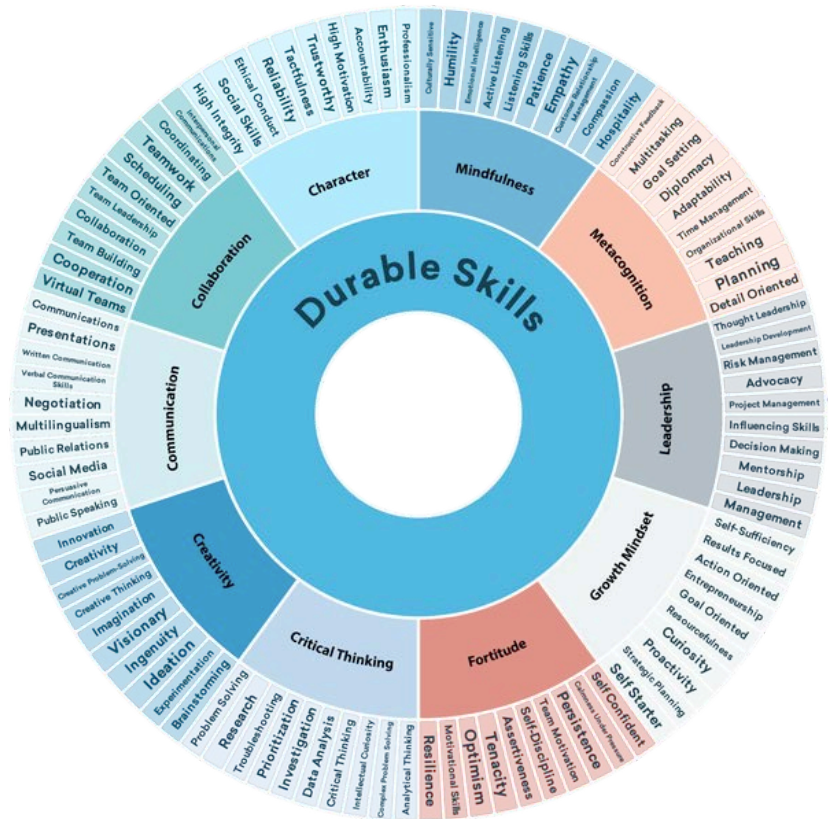 Durable Skills
Mindfulness
Culturally Sensitive
Humility
Emotional Intelligence
Active Listening
Listening Skills
Patience
Empathy
Customer Relationship
Management
Compassion
Hospitality
Metacognition
Constructive Feedback
Multitasking
Goal Setting
Diplomacy
Adaptability
Time Management
Organizational Skills
Teaching
Planning
Detail Oriented
Leadership
Thought Leadership
Leadership Development
Risk Management
Advocacy
Project Management
Influencing Skills
Decision Making
Mentorship
Leadership
Management
Growth Mindset
Self-Sufficiency
Results Focused
Action Oriented
Entrepreneurship
Goal Oriented
Resourcefulness
Curiosity
Proactivity
Strategic Planning
Self Starter
Fortitude
Self Confident
Calmness Under Pressure
Persistence
Team Motivation
Self-Discipline
Assertiveness
Tenacity
Optimism
Motivational Skills
Resilience
Critical Thinking
Analytical Thinking
Complex Problem Solving
Intellectual Curiosity
Critical Thinking
Data Analysis
Investigation
Prioritization
Troubleshooting
Research
Problem Solving
Creativity
Brainstorming
Experimentation
Ideation
Ingenuity
Visionary
Imagination
Creative Thinking
Creative Problem-Solving
Creativity
Innovation
Communication
Public Speaking
Persuasive
Communication
Social Media
Public Relations
Multilingualism
Negotiation
Verbal Communication
Skills
Written Communication
Presentations
Communications
Collaboration
Virtual Teams
Cooperation
Team Building
Collaboration
Team Leadership
Team Oriented
Scheduling
Teamwork
Coordinating
Interpersonal
Communications
Character
High Integrity
Social Skills
Ethical Conduct
Reliability
Tactfulness
Trustworthy
High Motivation
Accountability
Enthusiasm
Professionalism